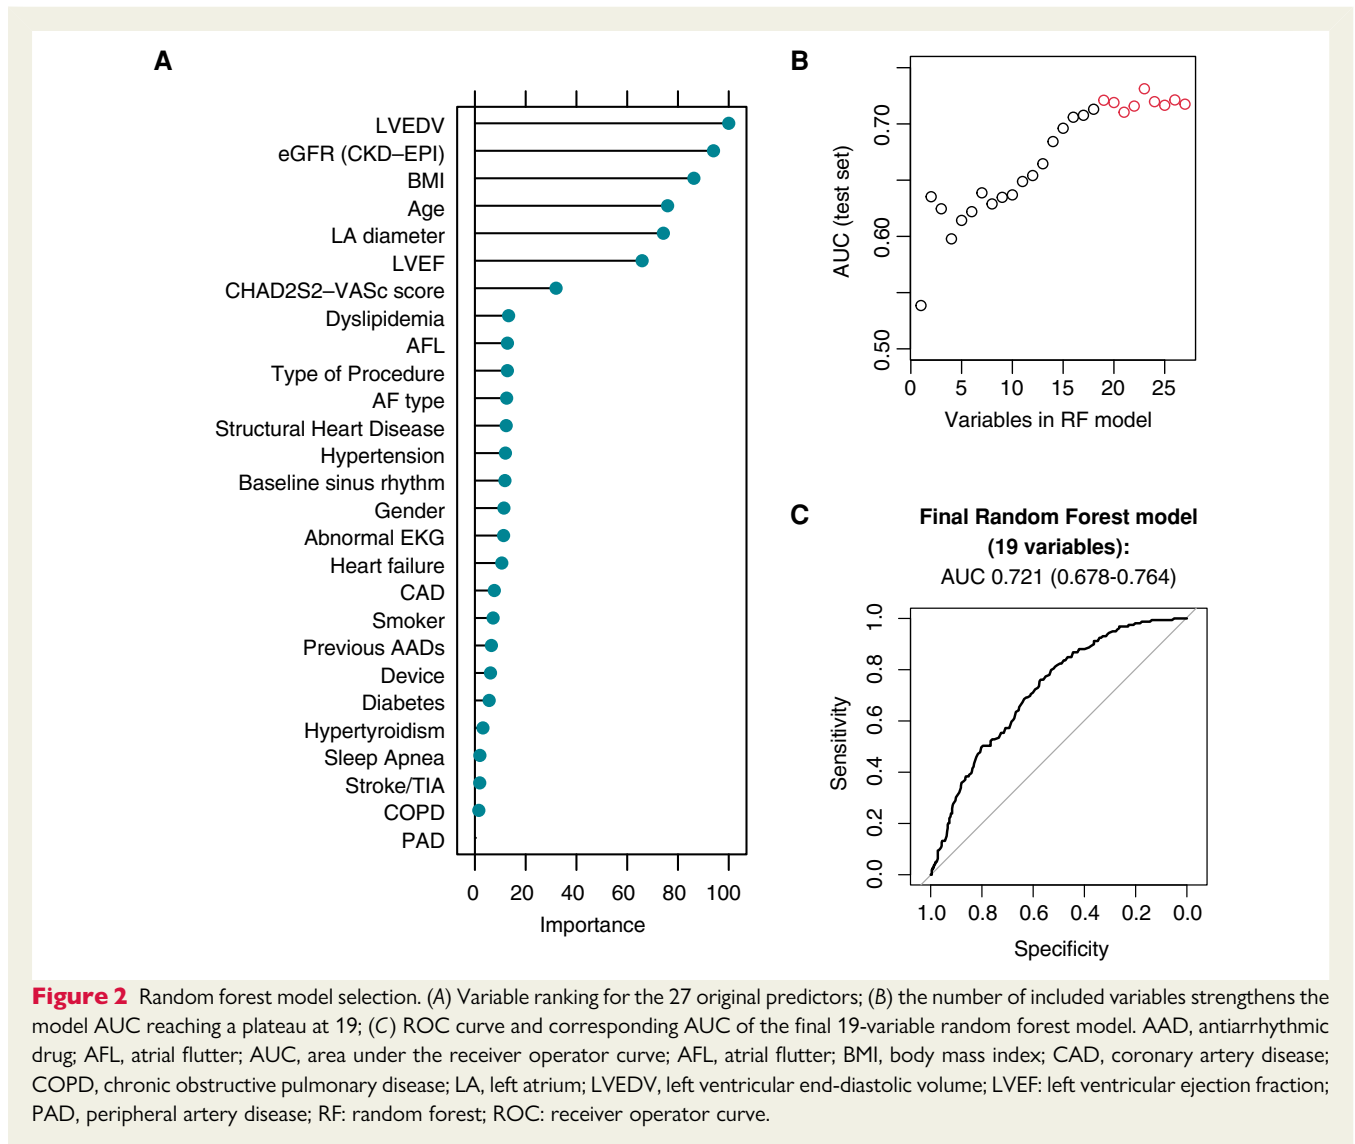 A
LVEDV
eGFR (CKD–EPI)
BMI
Age
LA diameter
LVEF
CHAD2S2–VASc score
Dyslipidemia
AFL
Type of Procedure
AF type
Structural Heart Disease
Hypertension
Baseline sinus rhythm
Gender
Abnormal EKG
Heart failure
CAD
Smoker
Previous AADs
Device
Diabetes
Hypertyroidism
Sleep Apnea
Stroke/TIA
COPD
PAD
0 20 40 60 80 100
Importance
B
AUC (test set)
0.70
0.60
0.50
0 5 10 15 20 25
Variables in RF model
C
Final Random Forest model
(19 variables):
AUC 0.721 (0.678-0.764)
Sensitivity
1.0
0.8
0.6
0.4
0.2
0.0
1.0 0.8 0.6 0.4 0.2 0.0
Specificity
Figure 2 Random forest model selection. (A) Variable ranking for the 27 original predictors; (B) the number of included variables strengthens the
model AUC reaching a plateau at 19; (C) ROC curve and corresponding AUC of the final 19-variable random forest model. AAD, antiarrhythmic
drug; AFL, atrial flutter; AUC, area under the receiver operator curve; AFL, atrial flutter; BMI, body mass index; CAD, coronary artery disease;
COPD, chronic obstructive pulmonary disease; LA, left atrium; LVEDV, left ventricular end-diastolic volume; LVEF: left ventricular ejection fraction;
PAD, peripheral artery disease; RF: random forest; ROC: receiver operator curve.